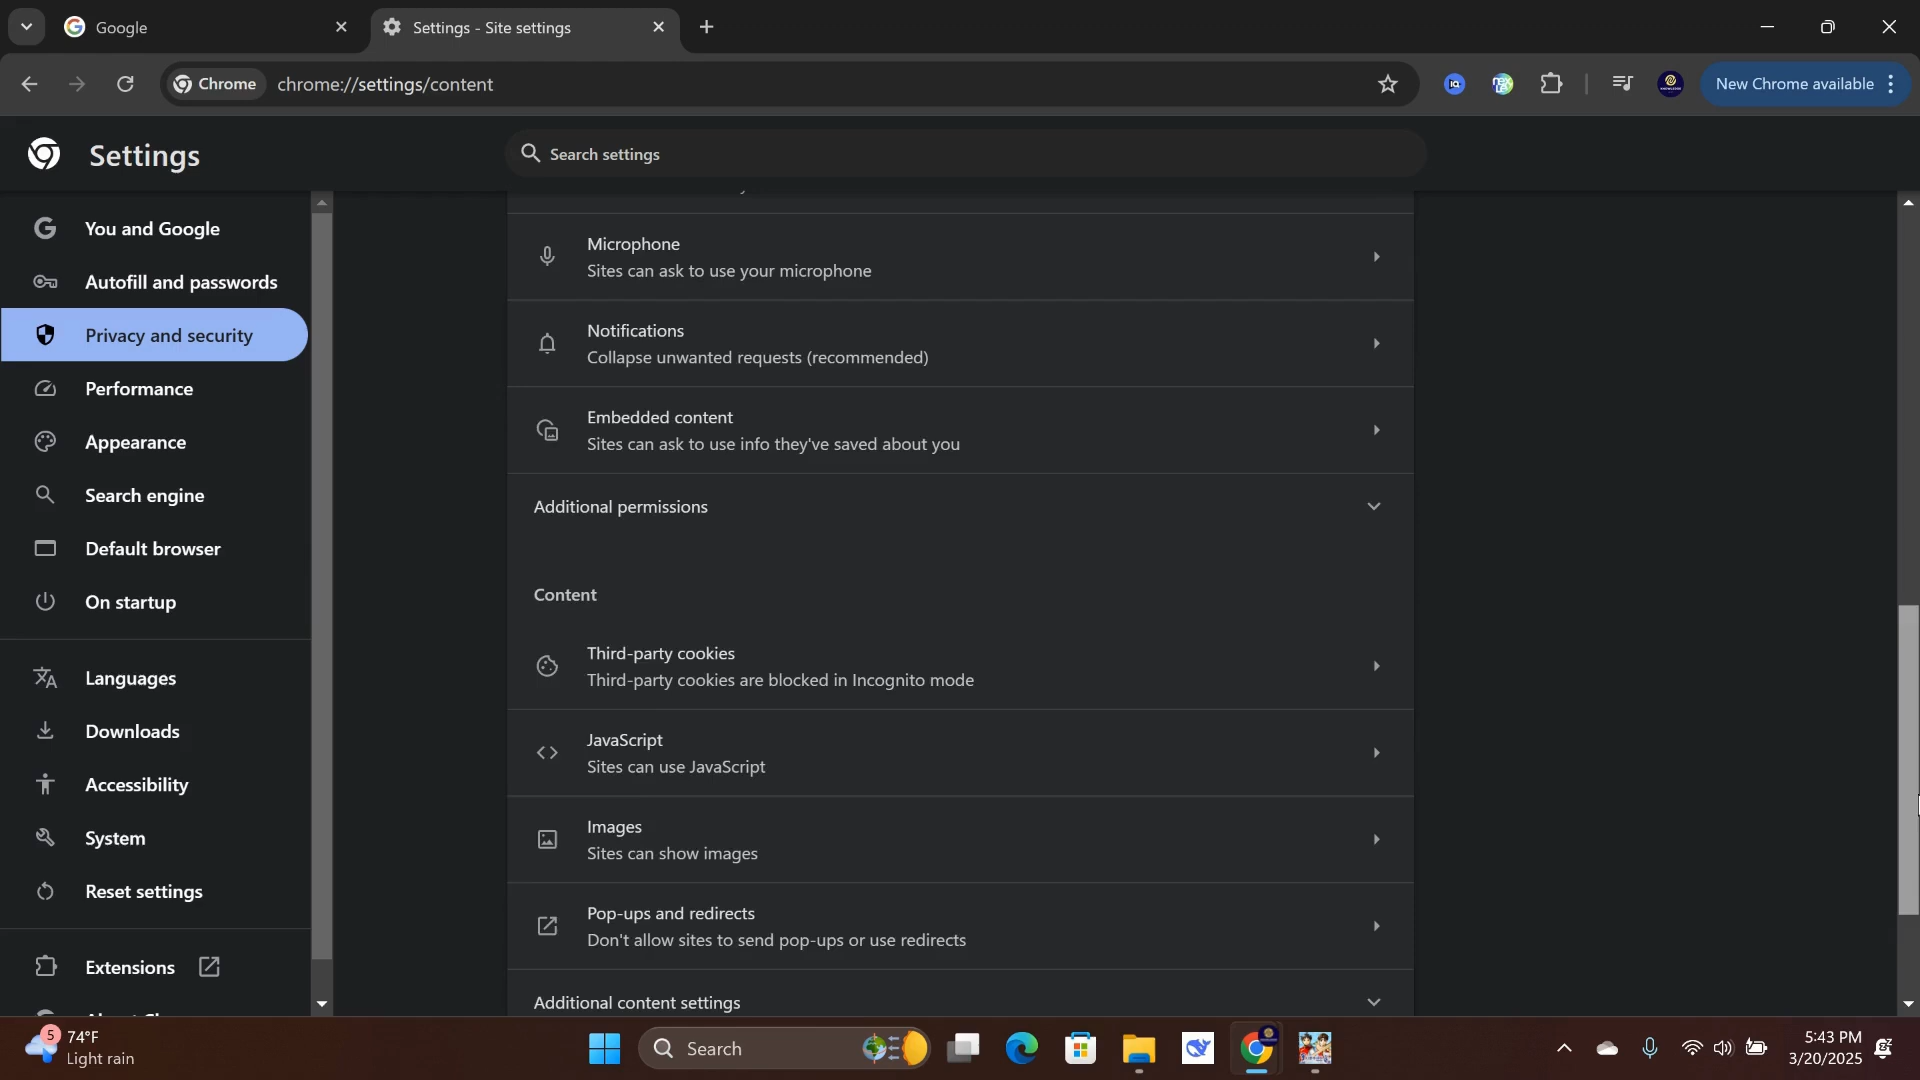 Google
Settings - Site settings
Chrome
chrome://settings/content
New Chrome available
Settings
Search settings
You and Google
Autofill and passwords
Privacy and security
Performance
Appearance
Search engine
Default browser
On startup
Languages
Downloads
Accessibility
System
Reset settings
Extensions
Microphone
Sites can ask to use your microphone
Notifications
Collapse unwanted requests (recommended)
Embedded content
Sites can ask to use info they've saved about you
Additional permissions
Content
Third-party cookies
Third-party cookies are blocked in Incognito mode
JavaScript
Sites can use JavaScript
Images
Sites can show images
Pop-ups and redirects
Don't allow sites to send pop-ups or use redirects
Additional content settings
5
74°F
Light rain
Search
5:43 PM
3/20/2025